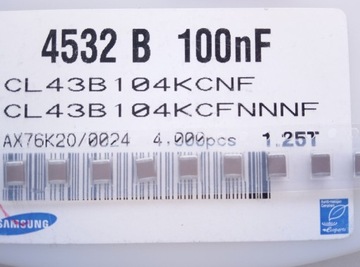 4532 B 100nF
CL43B104KCNF
CL43B104KCFNNNF
AX76K20/0024 4,000pcs 1.25T
SAMSUNG